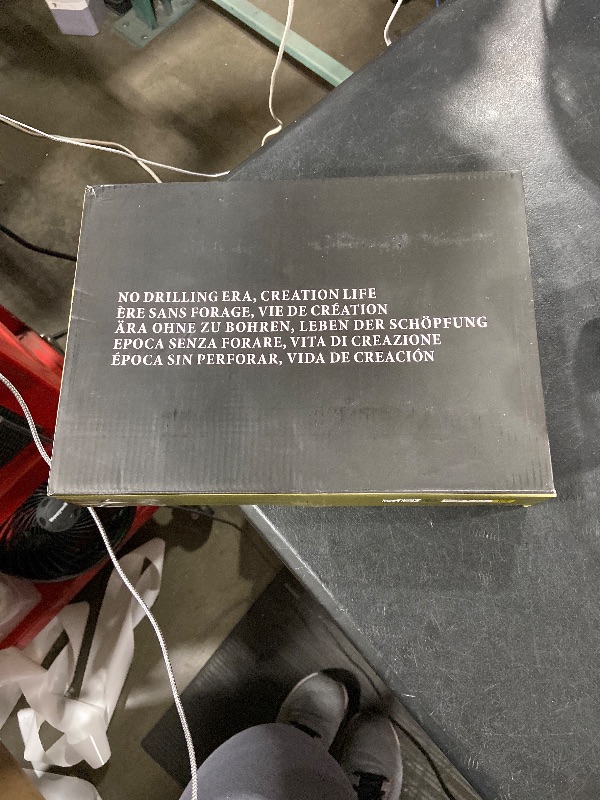 NO DRILLING ERA, CREATION LIFE
ÈRE SANS FORAGE, VIE DE CRÉATION
ÄRA OHNE ZU BOHREN, LEBEN DER SCHÖPFUNG
EPOCA SENZA FORARE, VITA DI CREAZIONE
ÉPOCA SIN PERFORAR, VIDA DE CREACIÓN